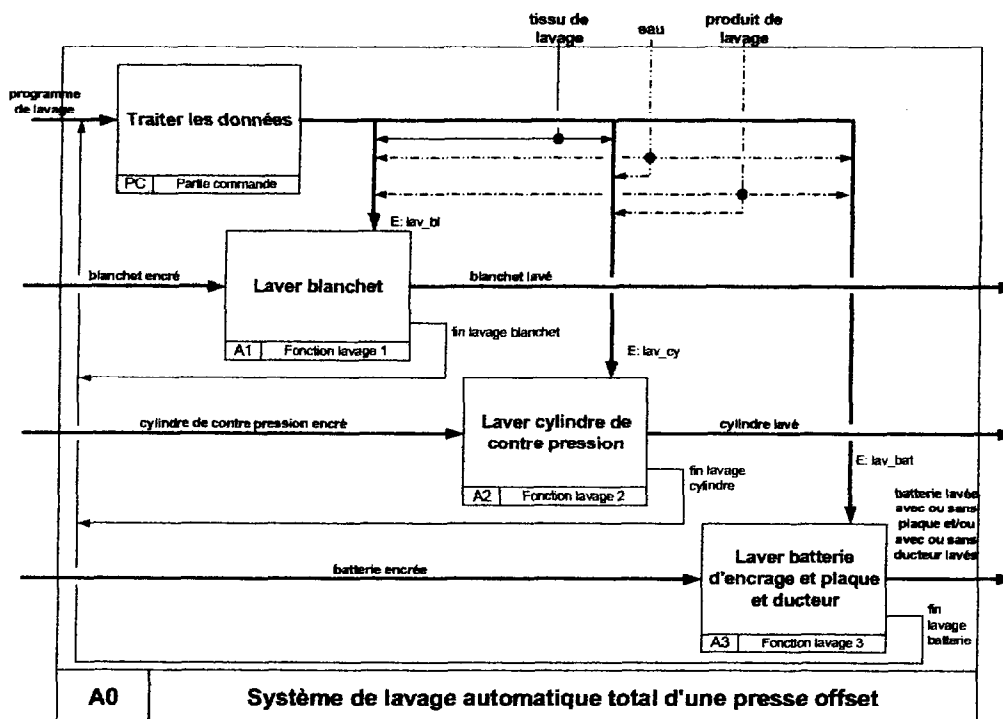 tissu de
lavage
eau
produit de
lavage
programme
de lavage
Traiter les données
PC Partie commande
E: lav_bl
blanchet encré
Laver blanchet
blanchet lavé
A1 Fonction lavage 1
fin lavage blanchet
E: lav_cy
cylindre de contre pression encré
Laver cylindre de
contre pression
cylindre lavé
A2 Fonction lavage 2
fin lavage
cylindre
E: lav_bat
batterie lavée
avec ou sans
plaque et/ou
avec ou sans
ducteur lavés
batterie encrée
Laver batterie
d'encrage et plaque
et ducteur
A3 Fonction lavage 3
fin
lavage
batterie
A0 Système de lavage automatique total d'une presse offset